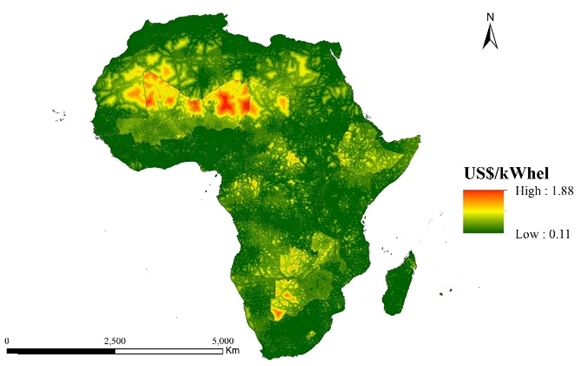 N
US$/kWhel
High : 1.88
Low : 0.11
0 2,500 5,000
Km